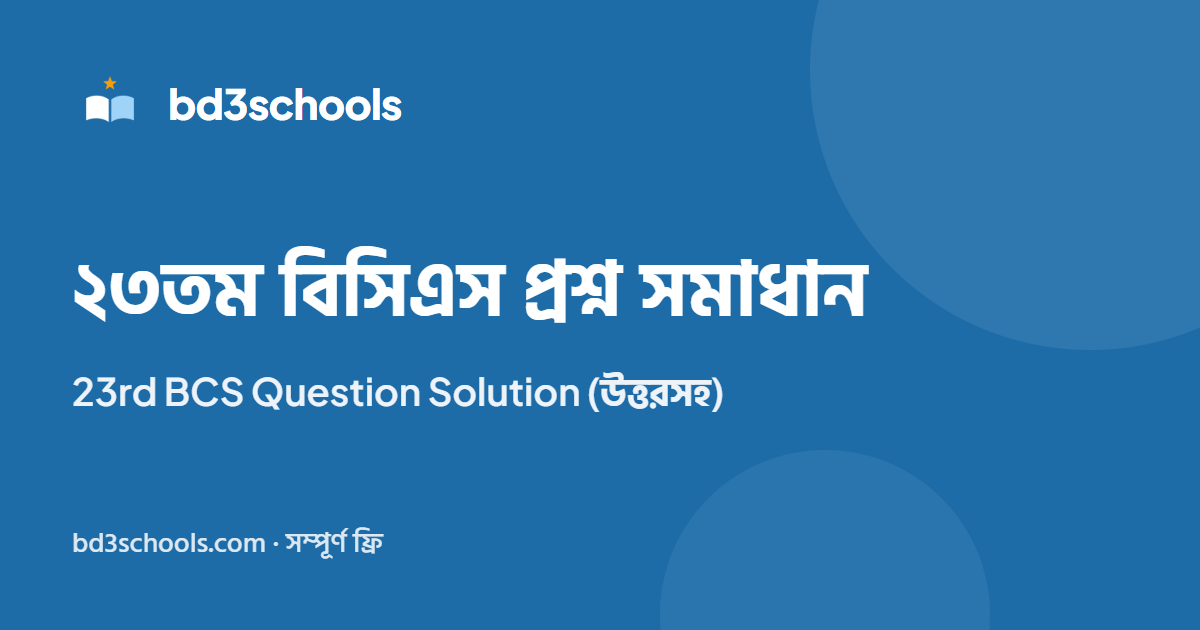 bd3schools
২৩তম বিসিএস প্রশ্ন সমাধান
23rd BCS Question Solution (উত্তরসহ)
bd3schools.com · সম্পূর্ণ ফ্রি